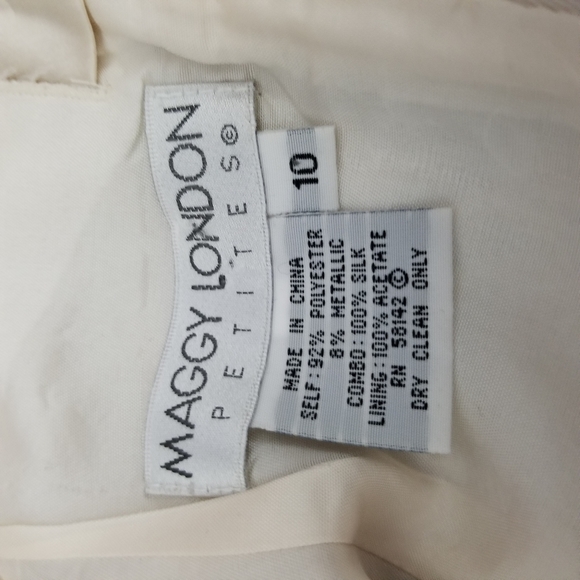 MAGGY LONDON
PETITES©
10
MADE IN CHINA
SELF: 92% POLYESTER
8% METALLIC
COMBO: 100% SILK
LINING: 100% ACETATE
RN 58142 ©
DRY CLEAN ONLY